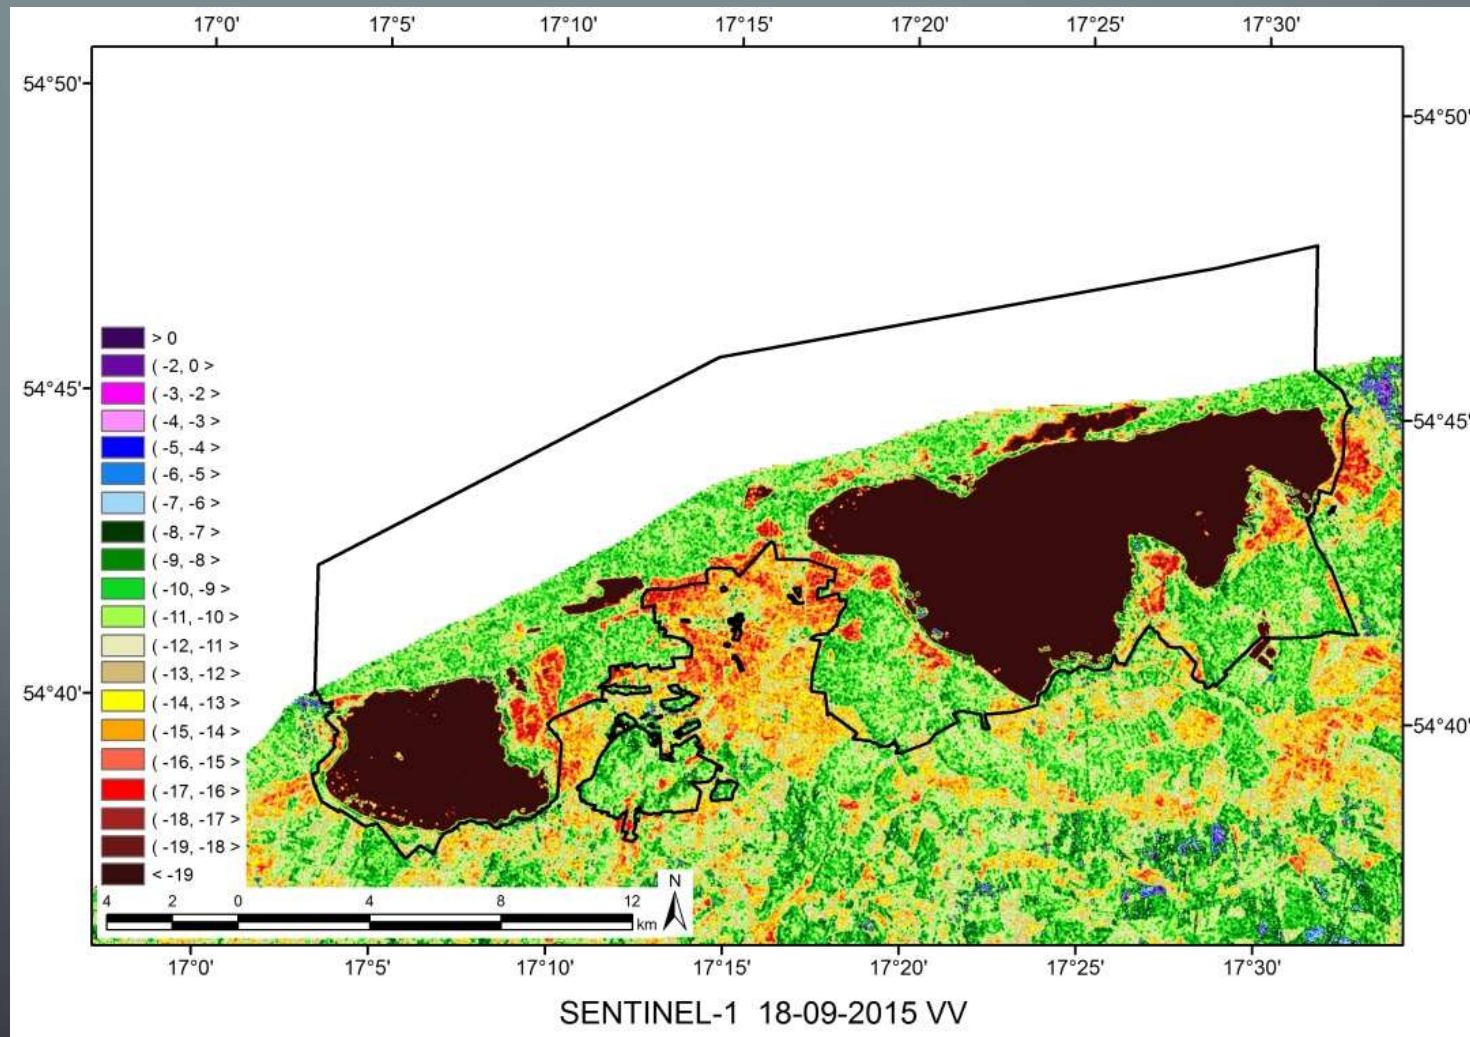 17°0' 17°5' 17°10' 17°15' 17°20' 17°25' 17°30'
54°50'
54°50'
54°45'
54°45'
54°40'
54°40'
> 0
( -2, 0 >
( -3, -2 >
( -4, -3 >
( -5, -4 >
( -6, -5 >
( -7, -6 >
( -8, -7 >
( -9, -8 >
( -10, -9 >
( -11, -10 >
( -12, -11 >
( -13, -12 >
( -14, -13 >
( -15, -14 >
( -16, -15 >
( -17, -16 >
( -18, -17 >
( -19, -18 >
< -19
N
4 2 0 4 8 12
km
17°0' 17°5' 17°10' 17°15' 17°20' 17°25' 17°30'
SENTINEL-1 18-09-2015 VV